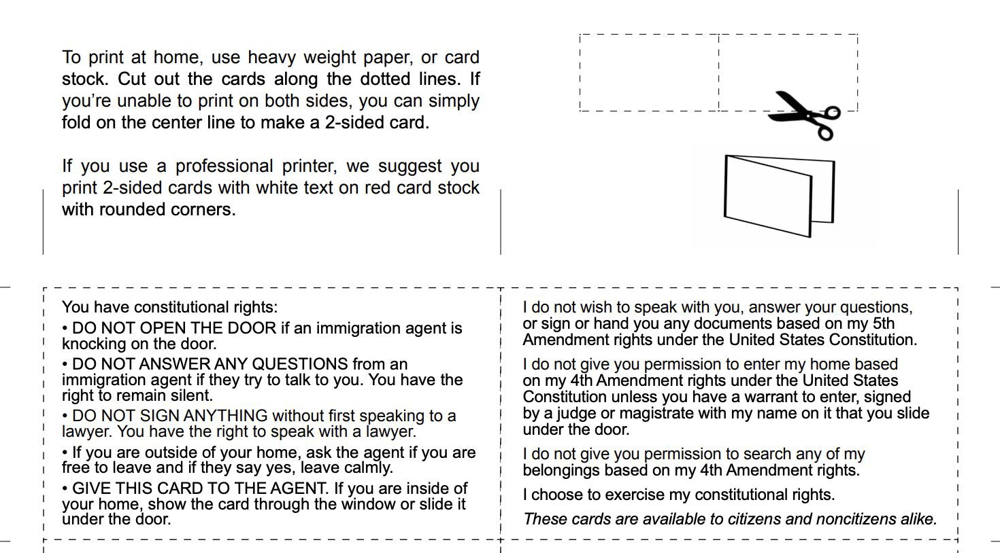 To print at home, use heavy weight paper, or card
stock. Cut out the cards along the dotted lines. If
you’re unable to print on both sides, you can simply
fold on the center line to make a 2-sided card.
If you use a professional printer, we suggest you
print 2-sided cards with white text on red card stock
with rounded corners.
You have constitutional rights:
• DO NOT OPEN THE DOOR if an immigration agent is
knocking on the door.
• DO NOT ANSWER ANY QUESTIONS from an
immigration agent if they try to talk to you. You have the
right to remain silent.
• DO NOT SIGN ANYTHING without first speaking to a
lawyer. You have the right to speak with a lawyer.
• If you are outside of your home, ask the agent if you are
free to leave and if they say yes, leave calmly.
• GIVE THIS CARD TO THE AGENT. If you are inside of
your home, show the card through the window or slide it
under the door.
I do not wish to speak with you, answer your questions,
or sign or hand you any documents based on my 5th
Amendment rights under the United States Constitution.
I do not give you permission to enter my home based
on my 4th Amendment rights under the United States
Constitution unless you have a warrant to enter, signed
by a judge or magistrate with my name on it that you slide
under the door.
I do not give you permission to search any of my
belongings based on my 4th Amendment rights.
I choose to exercise my constitutional rights.
These cards are available to citizens and noncitizens alike.